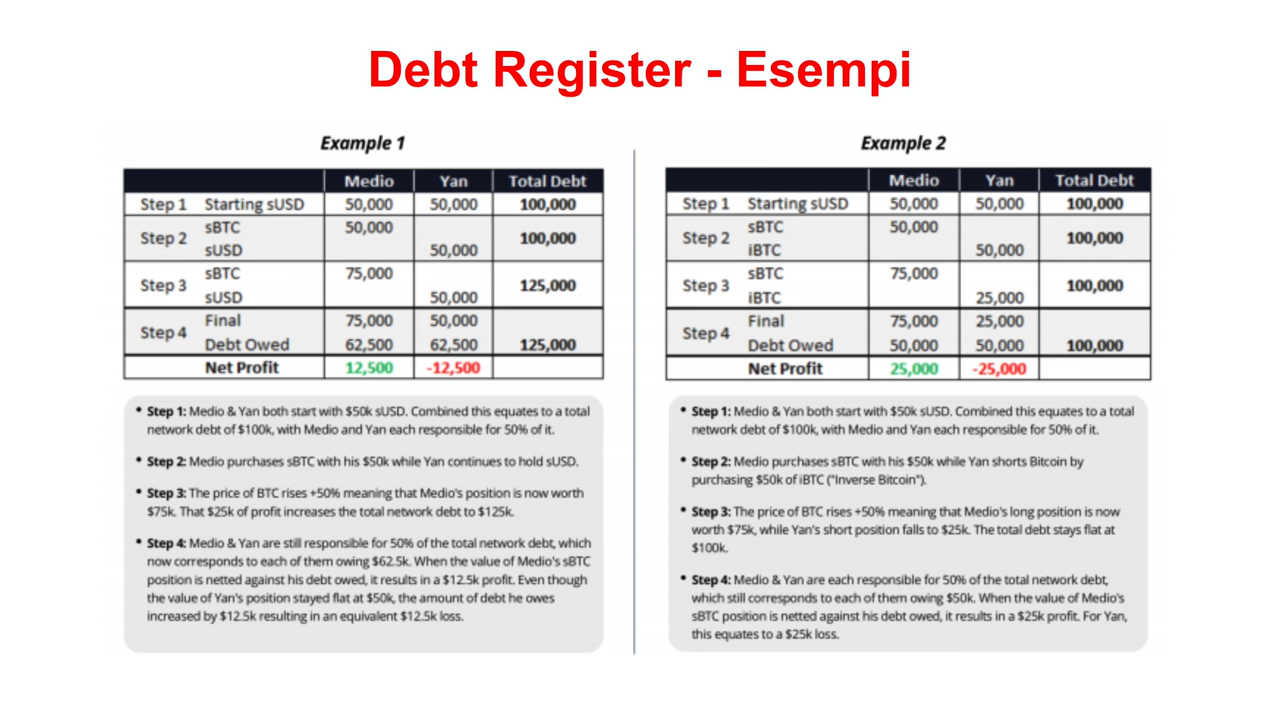 Debt Register - Esempi
Example 1
Medio Yan Total Debt
Step 1 Starting sUSD 50,000 50,000 100,000
Step 2 sBTC 50,000 100,000
sUSD 50,000
Step 3 sBTC 75,000 125,000
sUSD 50,000
Step 4 Final 75,000 50,000
Debt Owed 62,500 62,500 125,000
Net Profit 12,500 -12,500
• Step 1: Medio & Yan both start with $50k sUSD. Combined this equates to a total
network debt of $100k, with Medio and Yan each responsible for 50% of it.
• Step 2: Medio purchases sBTC with his $50k while Yan continues to hold sUSD.
• Step 3: The price of BTC rises +50% meaning that Medio's position is now worth
$75k. That $25k of profit increases the total network debt to $125k.
• Step 4: Medio & Yan are still responsible for 50% of the total network debt, which
now corresponds to each of them owing $62.5k. When the value of Medio's sBTC
position is netted against his debt owed, it results in a $12.5k profit. Even though
the value of Yan's position stayed flat at $50k, the amount of debt he owes
increased by $12.5k resulting in an equivalent $12.5k loss.
Example 2
Medio Yan Total Debt
Step 1 Starting sUSD 50,000 50,000 100,000
Step 2 sBTC 50,000 100,000
iBTC 50,000
Step 3 sBTC 75,000 100,000
iBTC 25,000
Step 4 Final 75,000 25,000
Debt Owed 50,000 50,000 100,000
Net Profit 25,000 -25,000
• Step 1: Medio & Yan both start with $50k sUSD. Combined this equates to a total
network debt of $100k, with Medio and Yan each responsible for 50% of it.
• Step 2: Medio purchases sBTC with his $50k while Yan shorts Bitcoin by
purchasing $50k of iBTC ("Inverse Bitcoin").
• Step 3: The price of BTC rises +50% meaning that Medio's long position is now
worth $75k, while Yan's short position falls to $25k. The total debt stays flat at
$100k.
• Step 4: Medio & Yan are each responsible for 50% of the total network debt,
which still corresponds to each of them owing $50k. When the value of Medio's
sBTC position is netted against his debt owed, it results in a $25k profit. For Yan,
this equates to a $25k loss.